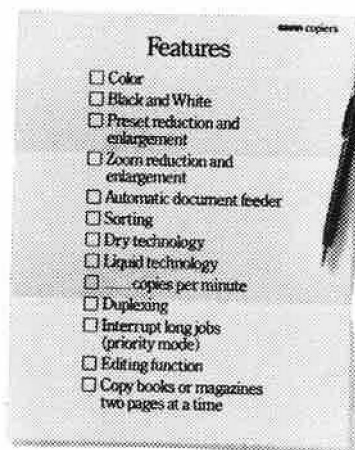 savin copiers
Features
☐ Color
☐ Black and White
☐ Preset reduction and
enlargement
☐ Zoom reduction and
enlargement
☐ Automatic document feeder
☐ Sorting
☐ Dry technology
☐ Liquid technology
☐ ____ copies per minute
☐ Duplexing
☐ Interrupt long jobs
(priority mode)
☐ Editing function
☐ Copy books or magazines
two pages at a time